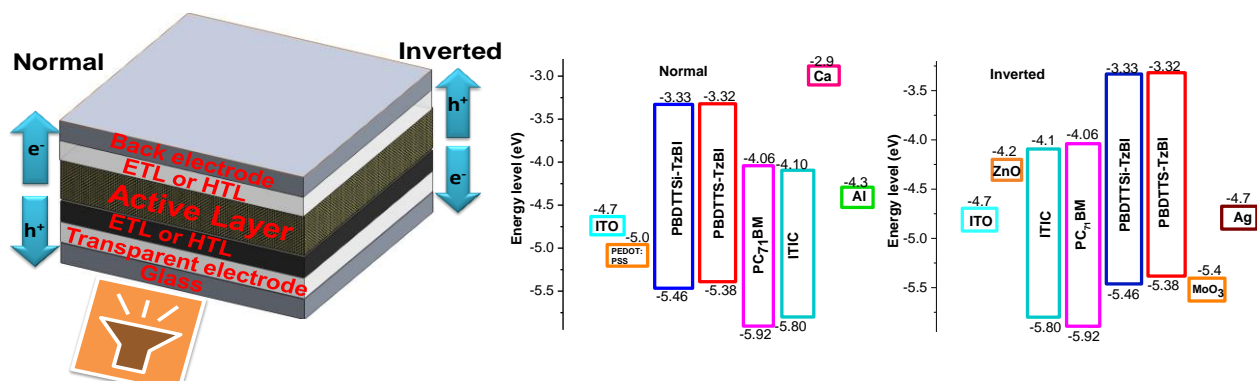 Normal
Inverted
h⁺
e⁻
e⁻
h⁺
Back electrode
ETL or HTL
Active Layer
ETL or HTL
Transparent electrode
Glass
Energy level (eV)
-3.0
-3.5
-4.0
-4.5
-5.0
-5.5
Normal
-4.7
ITO
-5.0
PEDOT:
PSS
-3.33
PBDTTSi-TzBI
-5.46
-3.32
PBDTTS-TzBI
-5.38
-4.06
PC₇₁BM
-5.92
-4.10
ITIC
-5.80
-2.9
Ca
-4.3
Al
Energy level (eV)
-3.5
-4.0
-4.5
-5.0
-5.5
Inverted
-4.7
ITO
-4.2
ZnO
-4.1
ITIC
-5.80
-4.06
PC₇₁BM
-5.92
-3.33
PBDTTSi-TzBI
-5.46
-3.32
PBDTTS-TzBI
-5.38
-5.4
MoO₃
-4.7
Ag